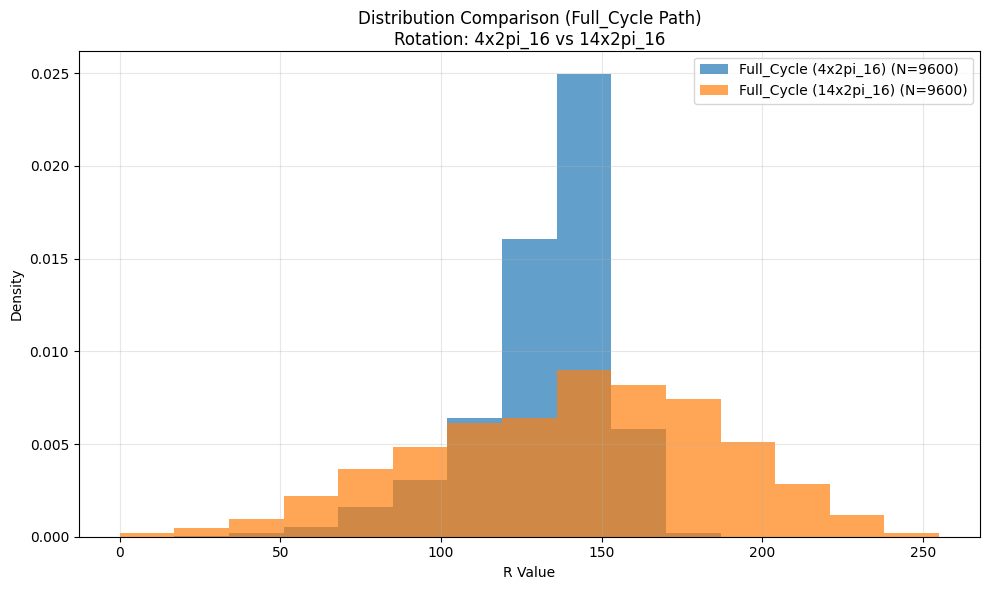 Distribution Comparison (Full_Cycle Path)
Rotation: 4x2pi_16 vs 14x2pi_16
Full_Cycle (4x2pi_16) (N=9600)
Full_Cycle (14x2pi_16) (N=9600)
Density
0.025
0.020
0.015
0.010
0.005
0.000
0 50 100 150 200 250
R Value